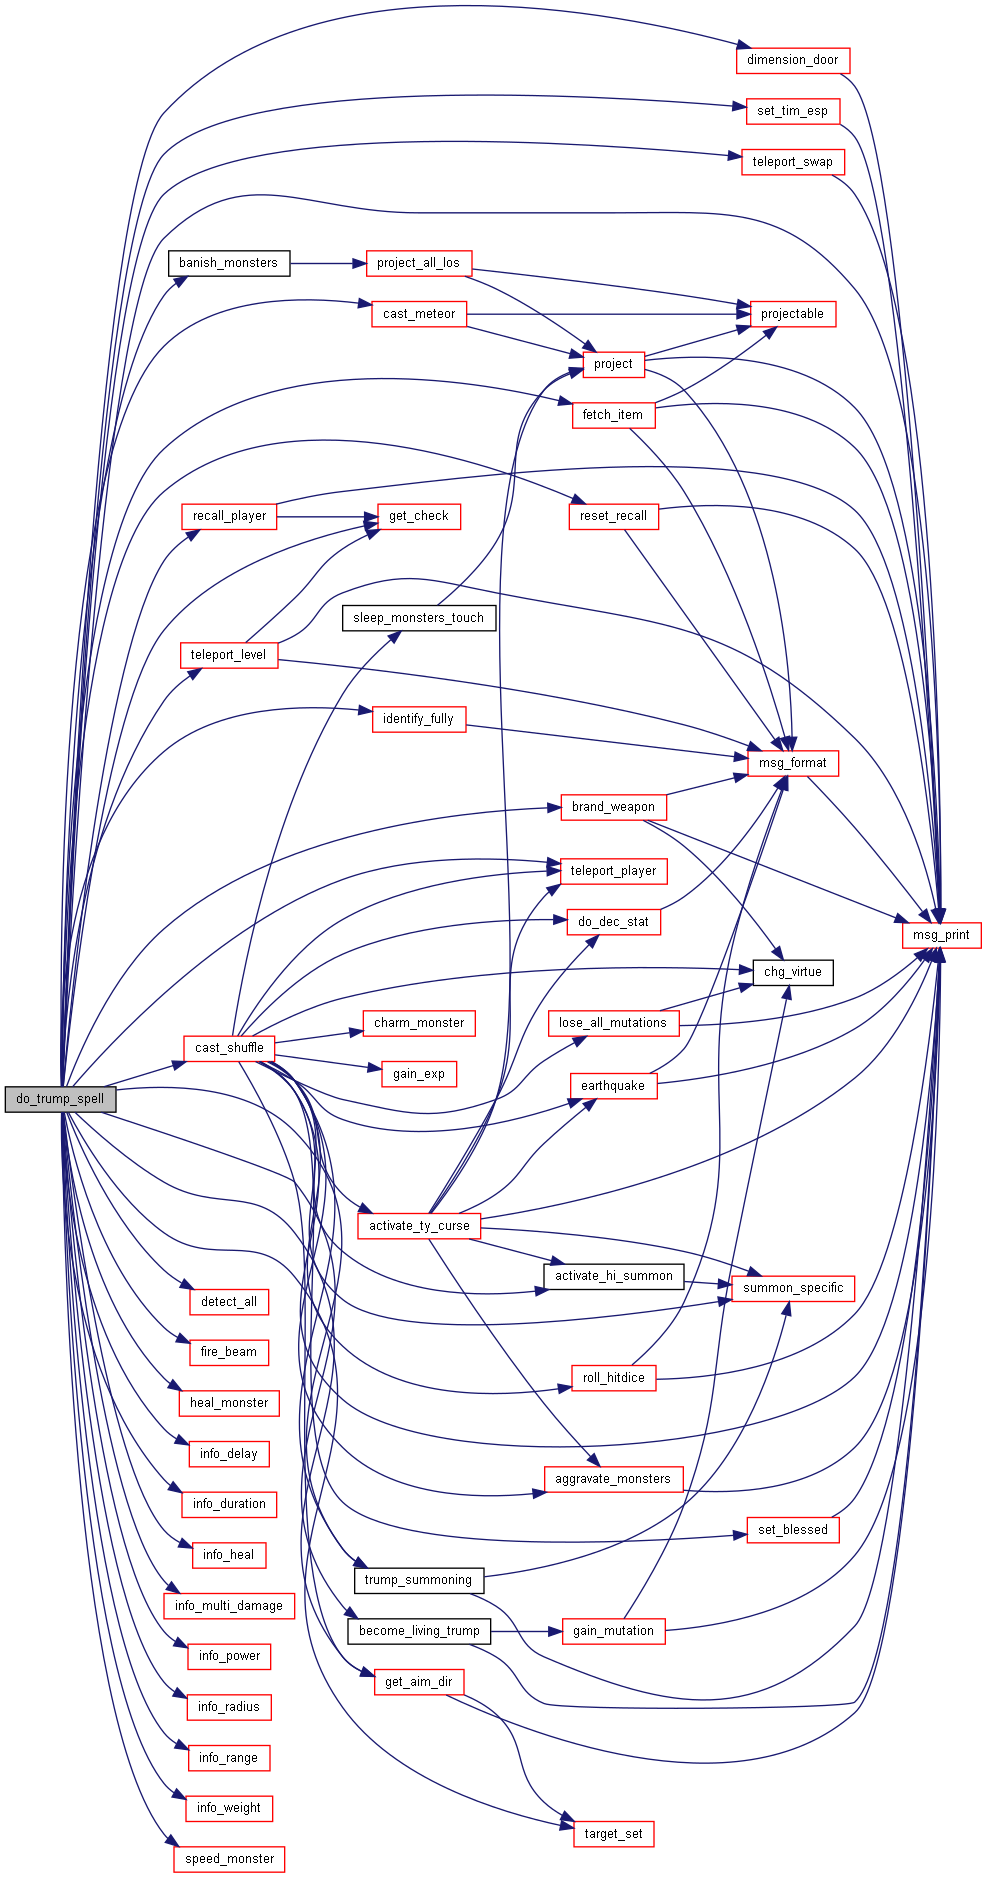 dimension_door
set_tim_esp
teleport_swap
banish_monsters
project_all_los
cast_meteor
projectable
project
fetch_item
recall_player
get_check
reset_recall
sleep_monsters_touch
teleport_level
identify_fully
msg_format
brand_weapon
teleport_player
do_dec_stat
msg_print
chg_virtue
charm_monster
lose_all_mutations
cast_shuffle
gain_exp
earthquake
do_trump_spell
activate_ty_curse
activate_hi_summon
summon_specific
detect_all
fire_beam
roll_hitdice
heal_monster
info_delay
aggravate_monsters
info_duration
set_blessed
info_heal
trump_summoning
info_multi_damage
become_living_trump
gain_mutation
info_power
get_aim_dir
info_radius
info_range
info_weight
target_set
speed_monster